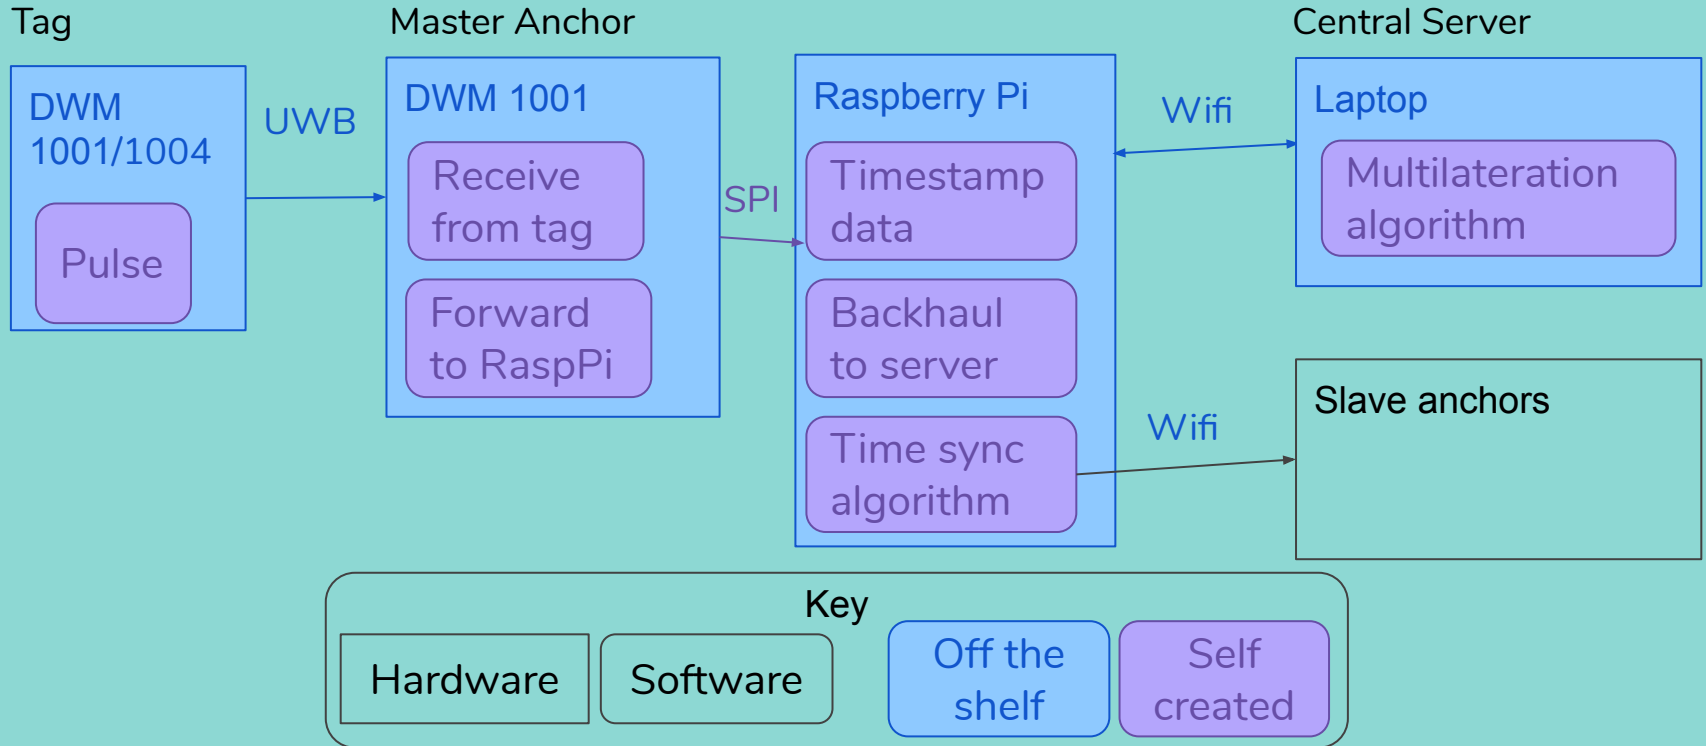 Tag
Master Anchor
Central Server
DWM
1001/1004
Pulse
UWB
DWM 1001
Receive
from tag
Forward
to RaspPi
SPI
Raspberry Pi
Timestamp
data
Backhaul
to server
Time sync
algorithm
Wifi
Laptop
Multilateration
algorithm
Wifi
Slave anchors
Key
Hardware
Software
Off the
shelf
Self
created